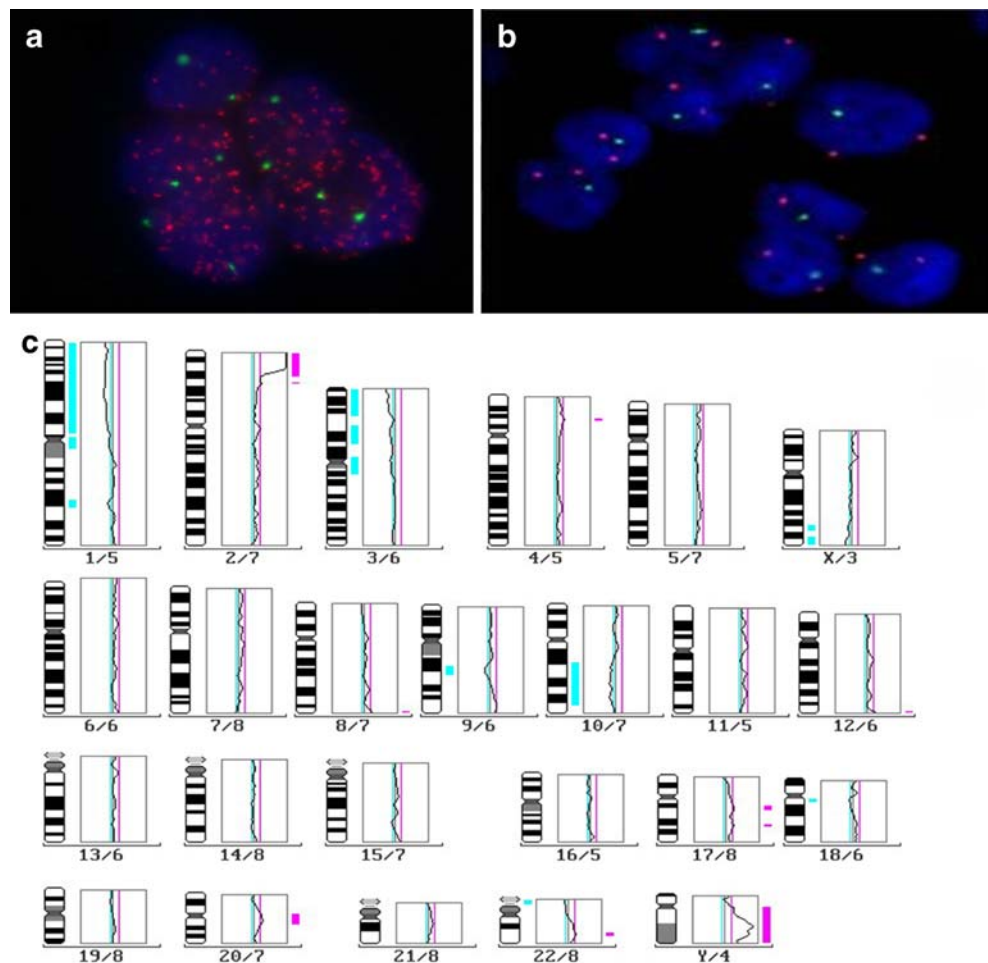 a
b
c
1/5 2/7 3/6 4/5 5/7 X/3
6/6 7/8 8/7 9/6 10/7 11/5 12/6
13/6 14/8 15/7 16/5 17/8 18/6
19/8 20/7 21/8 22/8 Y/4